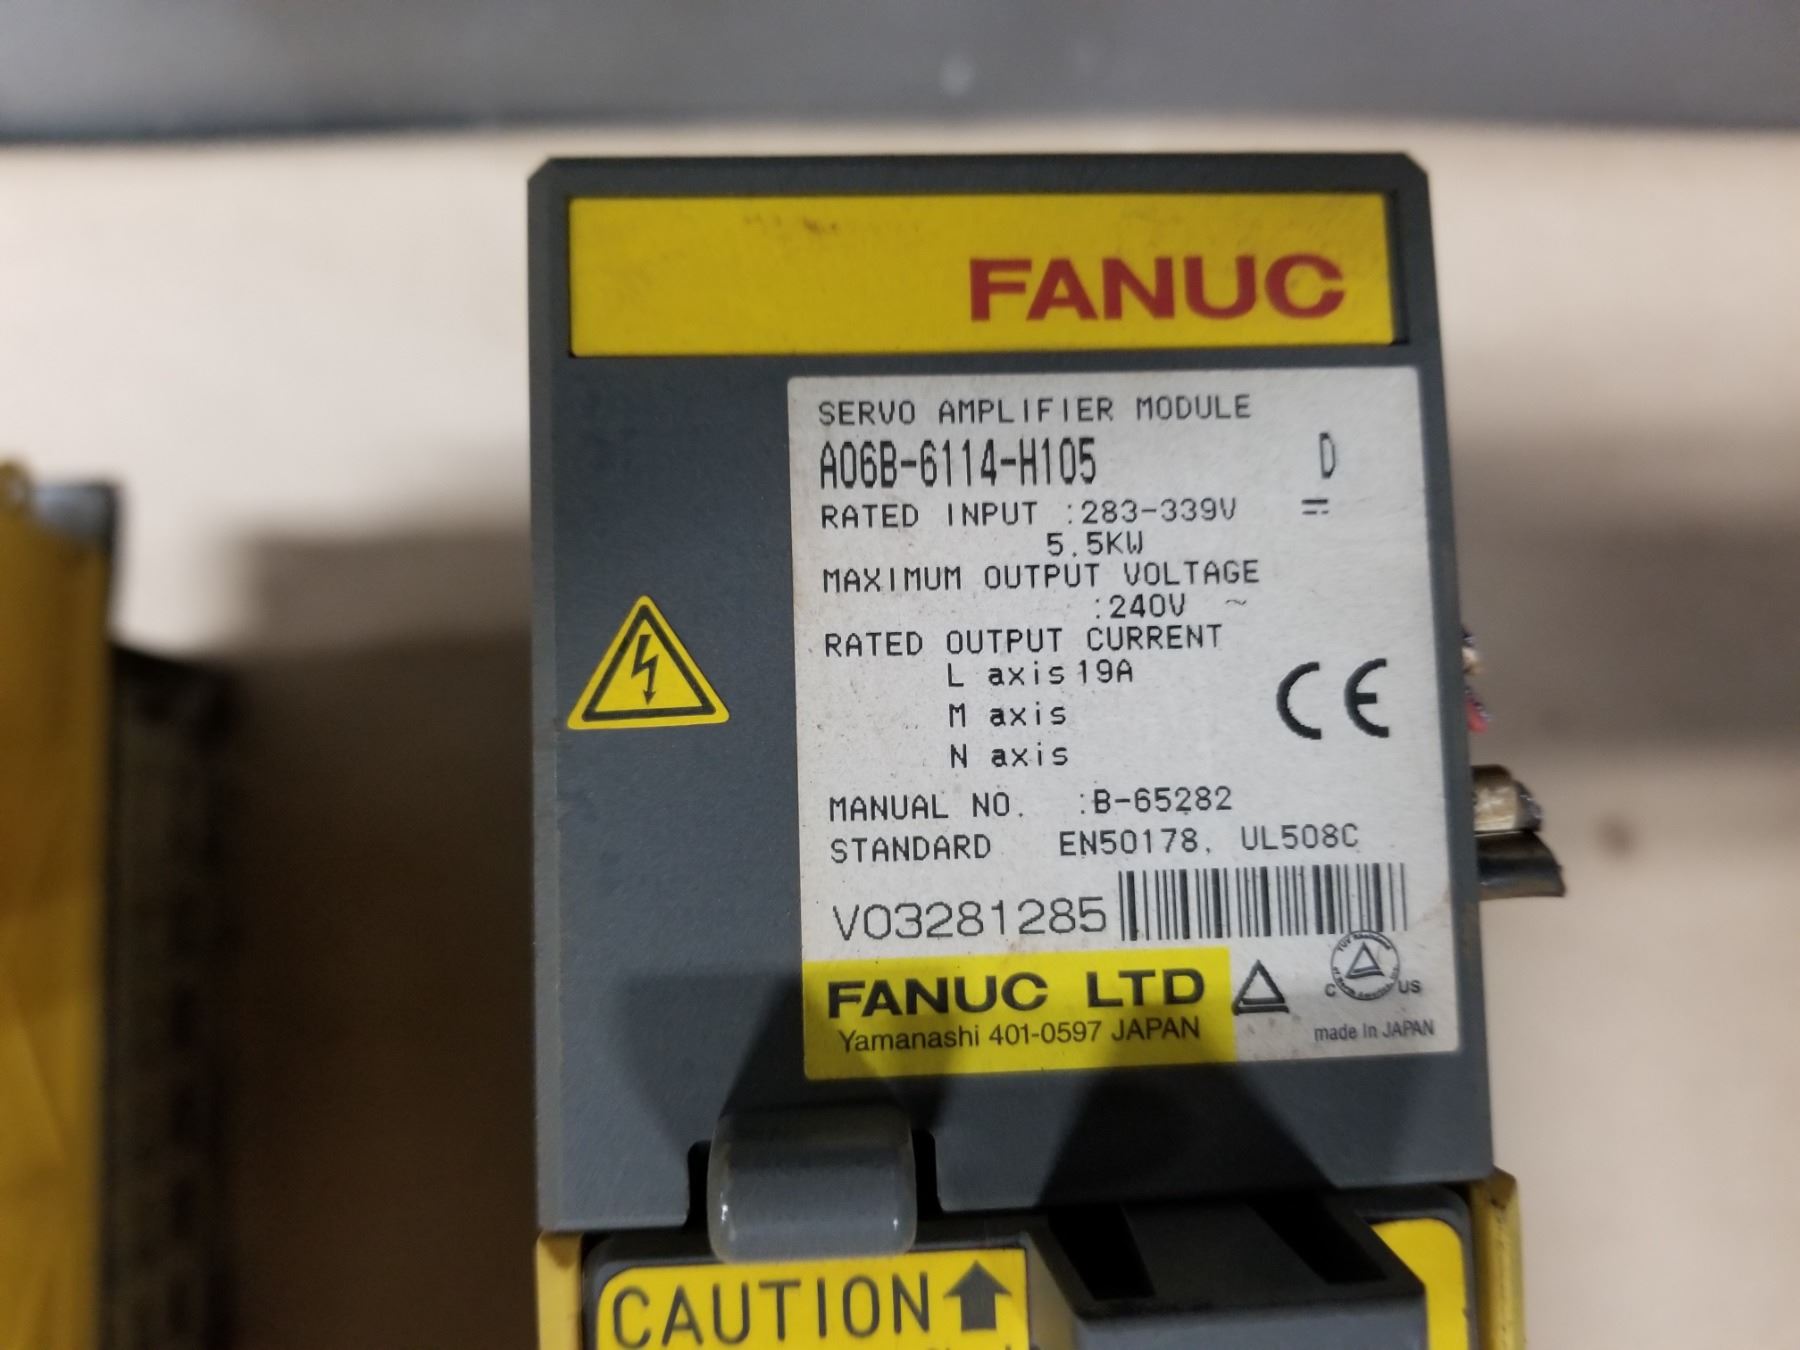 FANUC
SERVO AMPLIFIER MODULE
A06B-6114-H105 D
RATED INPUT :283-339V ⎓
5.5KW
MAXIMUM OUTPUT VOLTAGE
:240V ~
RATED OUTPUT CURRENT
L axis 19A
M axis
N axis
CE
MANUAL NO. :B-65282
STANDARD EN50178, UL508C
V03281285
FANUC LTD
Yamanashi 401-0597 JAPAN
C US
made in JAPAN
CAUTION